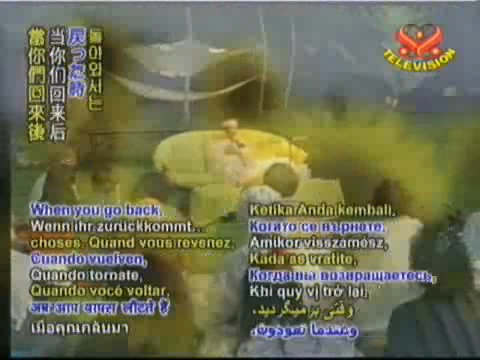 TELEVISION
돌아와서는
戻った時
当你们回来后
當你們回來後
When you go back,
Wenn ihr zurückkommt...
choses. Quand vous revenez,
Cuando vuelven,
Quando tornate,
Quando você voltar,
जब आप वापस लौटते हैं
เมื่อคุณกลับมา
Ketika Anda kembali,
Когато се върнете,
Amikor visszamész,
Kada se vratite,
Когда вы возвращаетесь,
Khi quý vị trở lại,
وقتی برمیگردید،
وعندما تعودون،